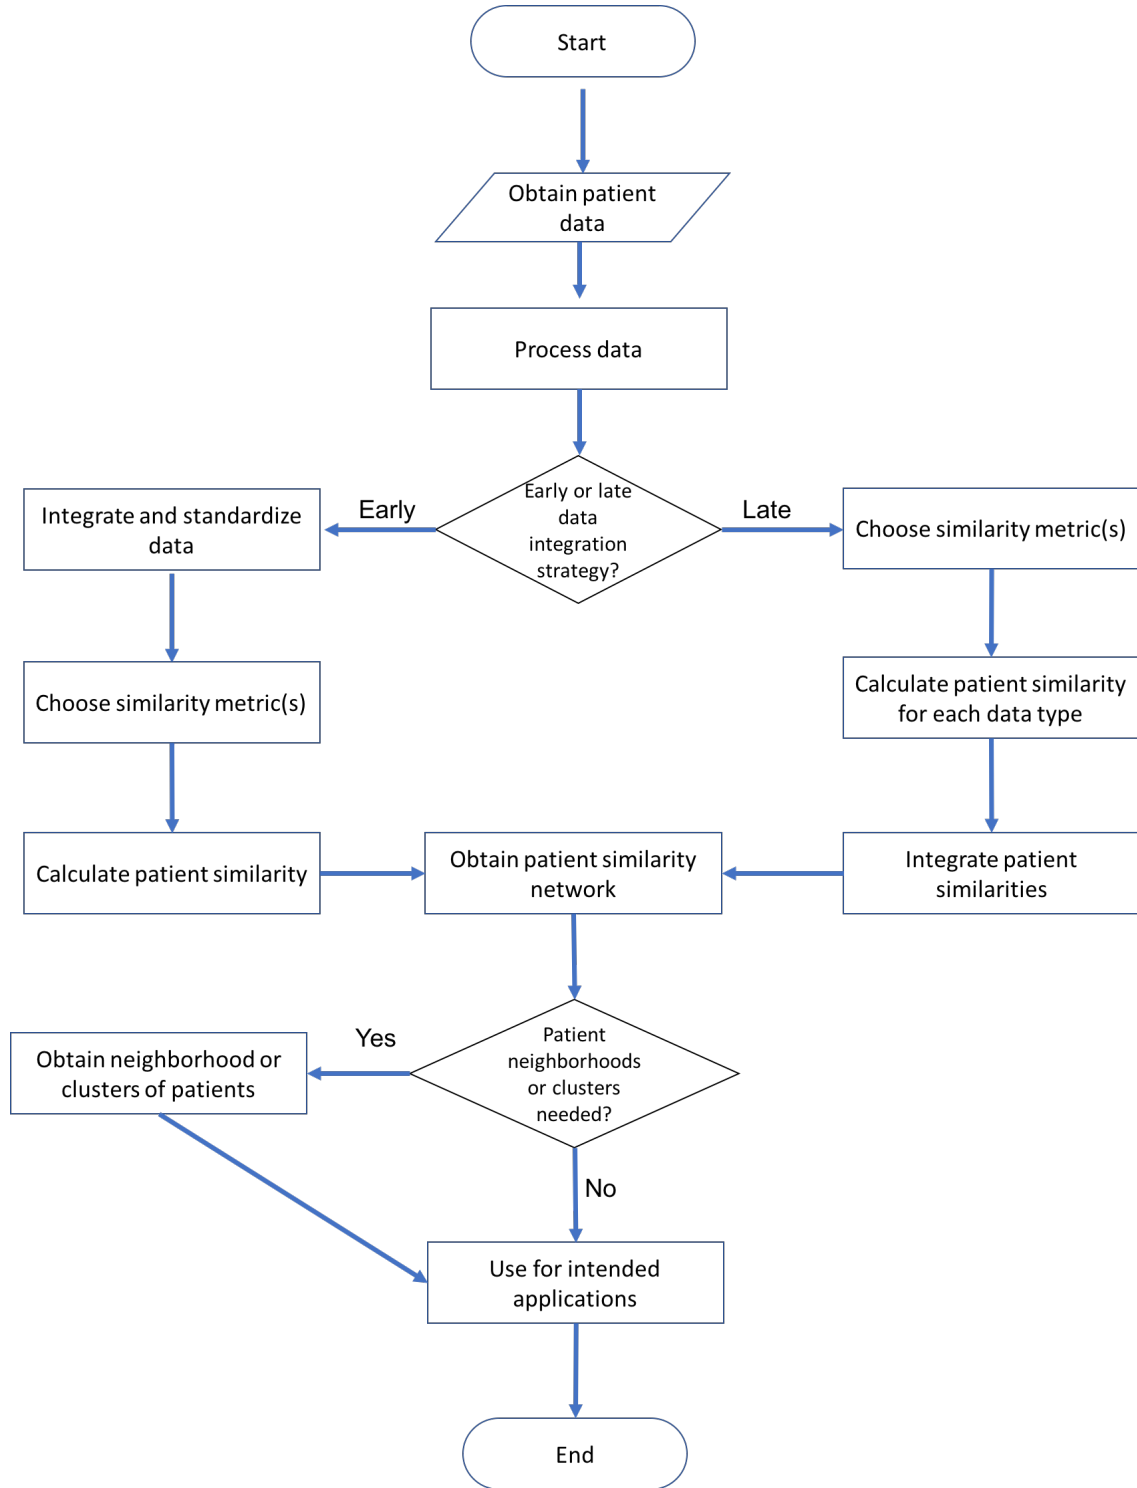 Start
Obtain patient
data
Process data
Early or late
data
integration
strategy?
Early
Late
Integrate and standardize
data
Choose similarity metric(s)
Choose similarity metric(s)
Calculate patient similarity
for each data type
Calculate patient similarity
Obtain patient similarity
network
Integrate patient
similarities
Patient
neighborhoods
or clusters
needed?
Yes
Obtain neighborhood or
clusters of patients
No
Use for intended
applications
End